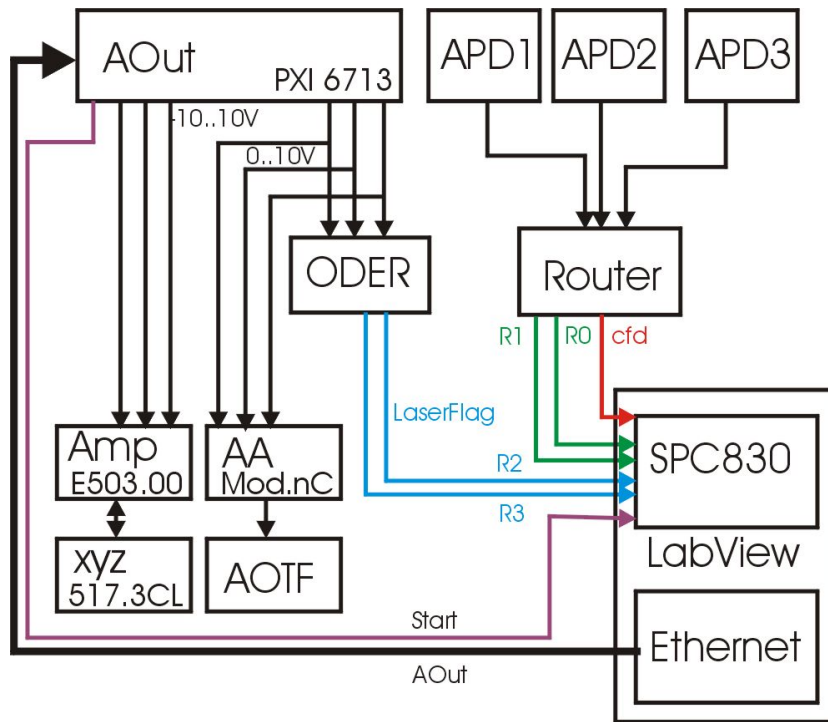 AOut
PXI 6713
APD1
APD2
APD3
-10..10V
0..10V
ODER
Router
R1
R0
cfd
LaserFlag
Amp
E503.00
AA
Mod.nC
R2
SPC830
R3
LabView
xyz
517.3CL
AOTF
Start
Ethernet
AOut